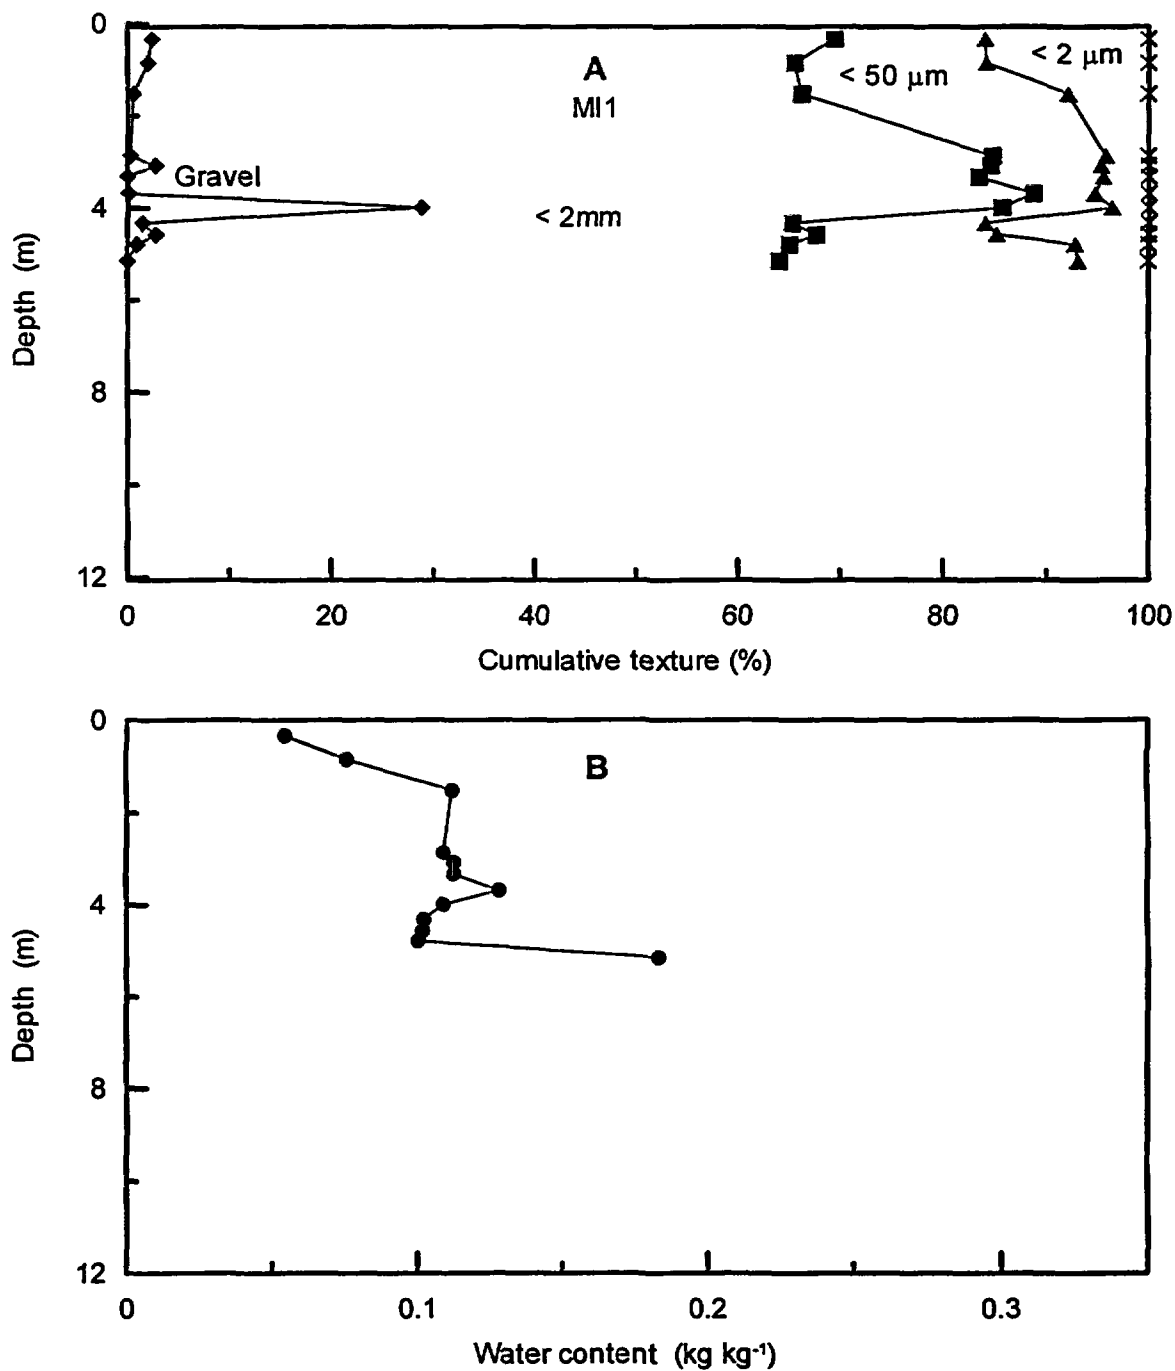 0
A
MI1
< 50 µm
< 2 µm
Gravel
< 2mm
4
8
12
Depth (m)
0 20 40 60 80 100
Cumulative texture (%)
0
B
4
8
12
Depth (m)
0 0.1 0.2 0.3
Water content (kg kg⁻¹)